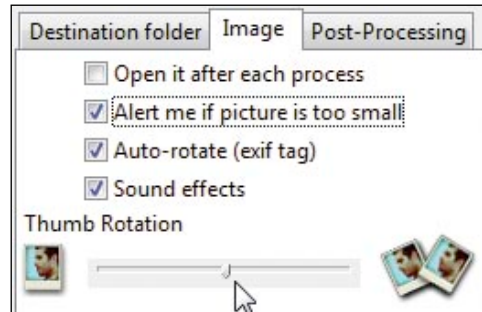 Destination folder Image Post-Processing
Open it after each process
Alert me if picture is too small
Auto-rotate (exif tag)
Sound effects
Thumb Rotation